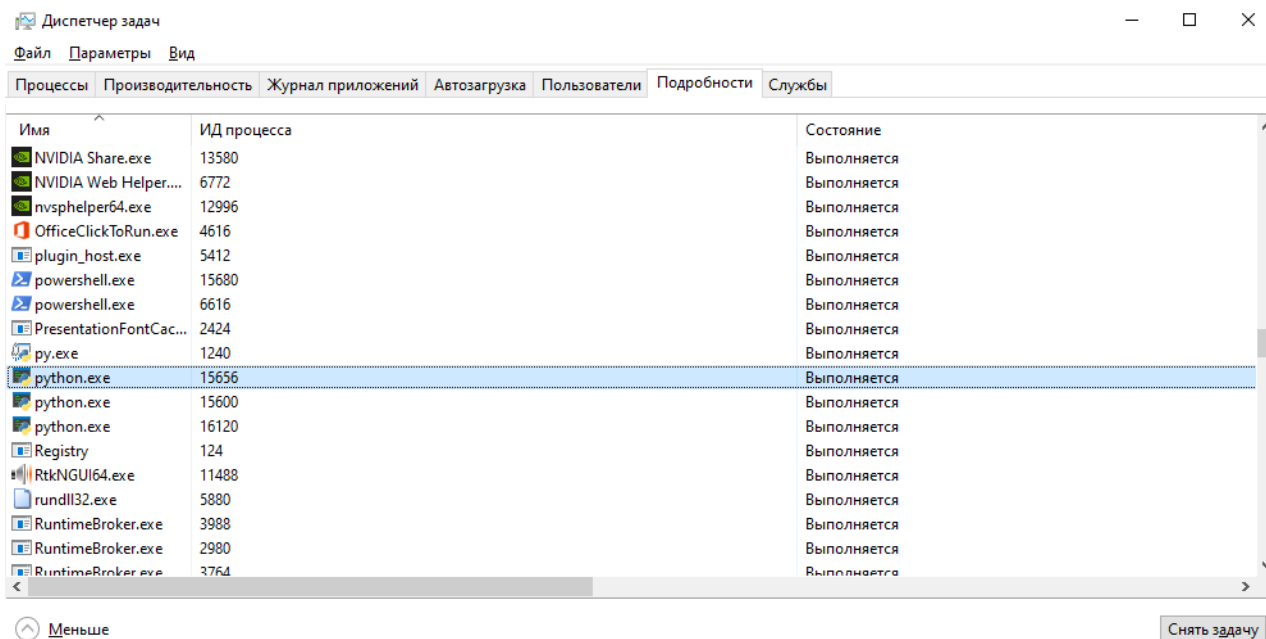 Диспетчер задач
Файл Параметры Вид
Процессы Производительность Журнал приложений Автозагрузка Пользователи Подробности Службы
Имя ИД процесса Состояние
NVIDIA Share.exe 13580 Выполняется
NVIDIA Web Helper.... 6772 Выполняется
nvsphelper64.exe 12996 Выполняется
OfficeClickToRun.exe 4616 Выполняется
plugin_host.exe 5412 Выполняется
powershell.exe 15680 Выполняется
powershell.exe 6616 Выполняется
PresentationFontCac... 2424 Выполняется
py.exe 1240 Выполняется
python.exe 15656 Выполняется
python.exe 15600 Выполняется
python.exe 16120 Выполняется
Registry 124 Выполняется
RtkNGUI64.exe 11488 Выполняется
rundll32.exe 5880 Выполняется
RuntimeBroker.exe 3988 Выполняется
RuntimeBroker.exe 2980 Выполняется
RuntimeBroker.exe 3764 Выполняется
Меньше Снять задачу